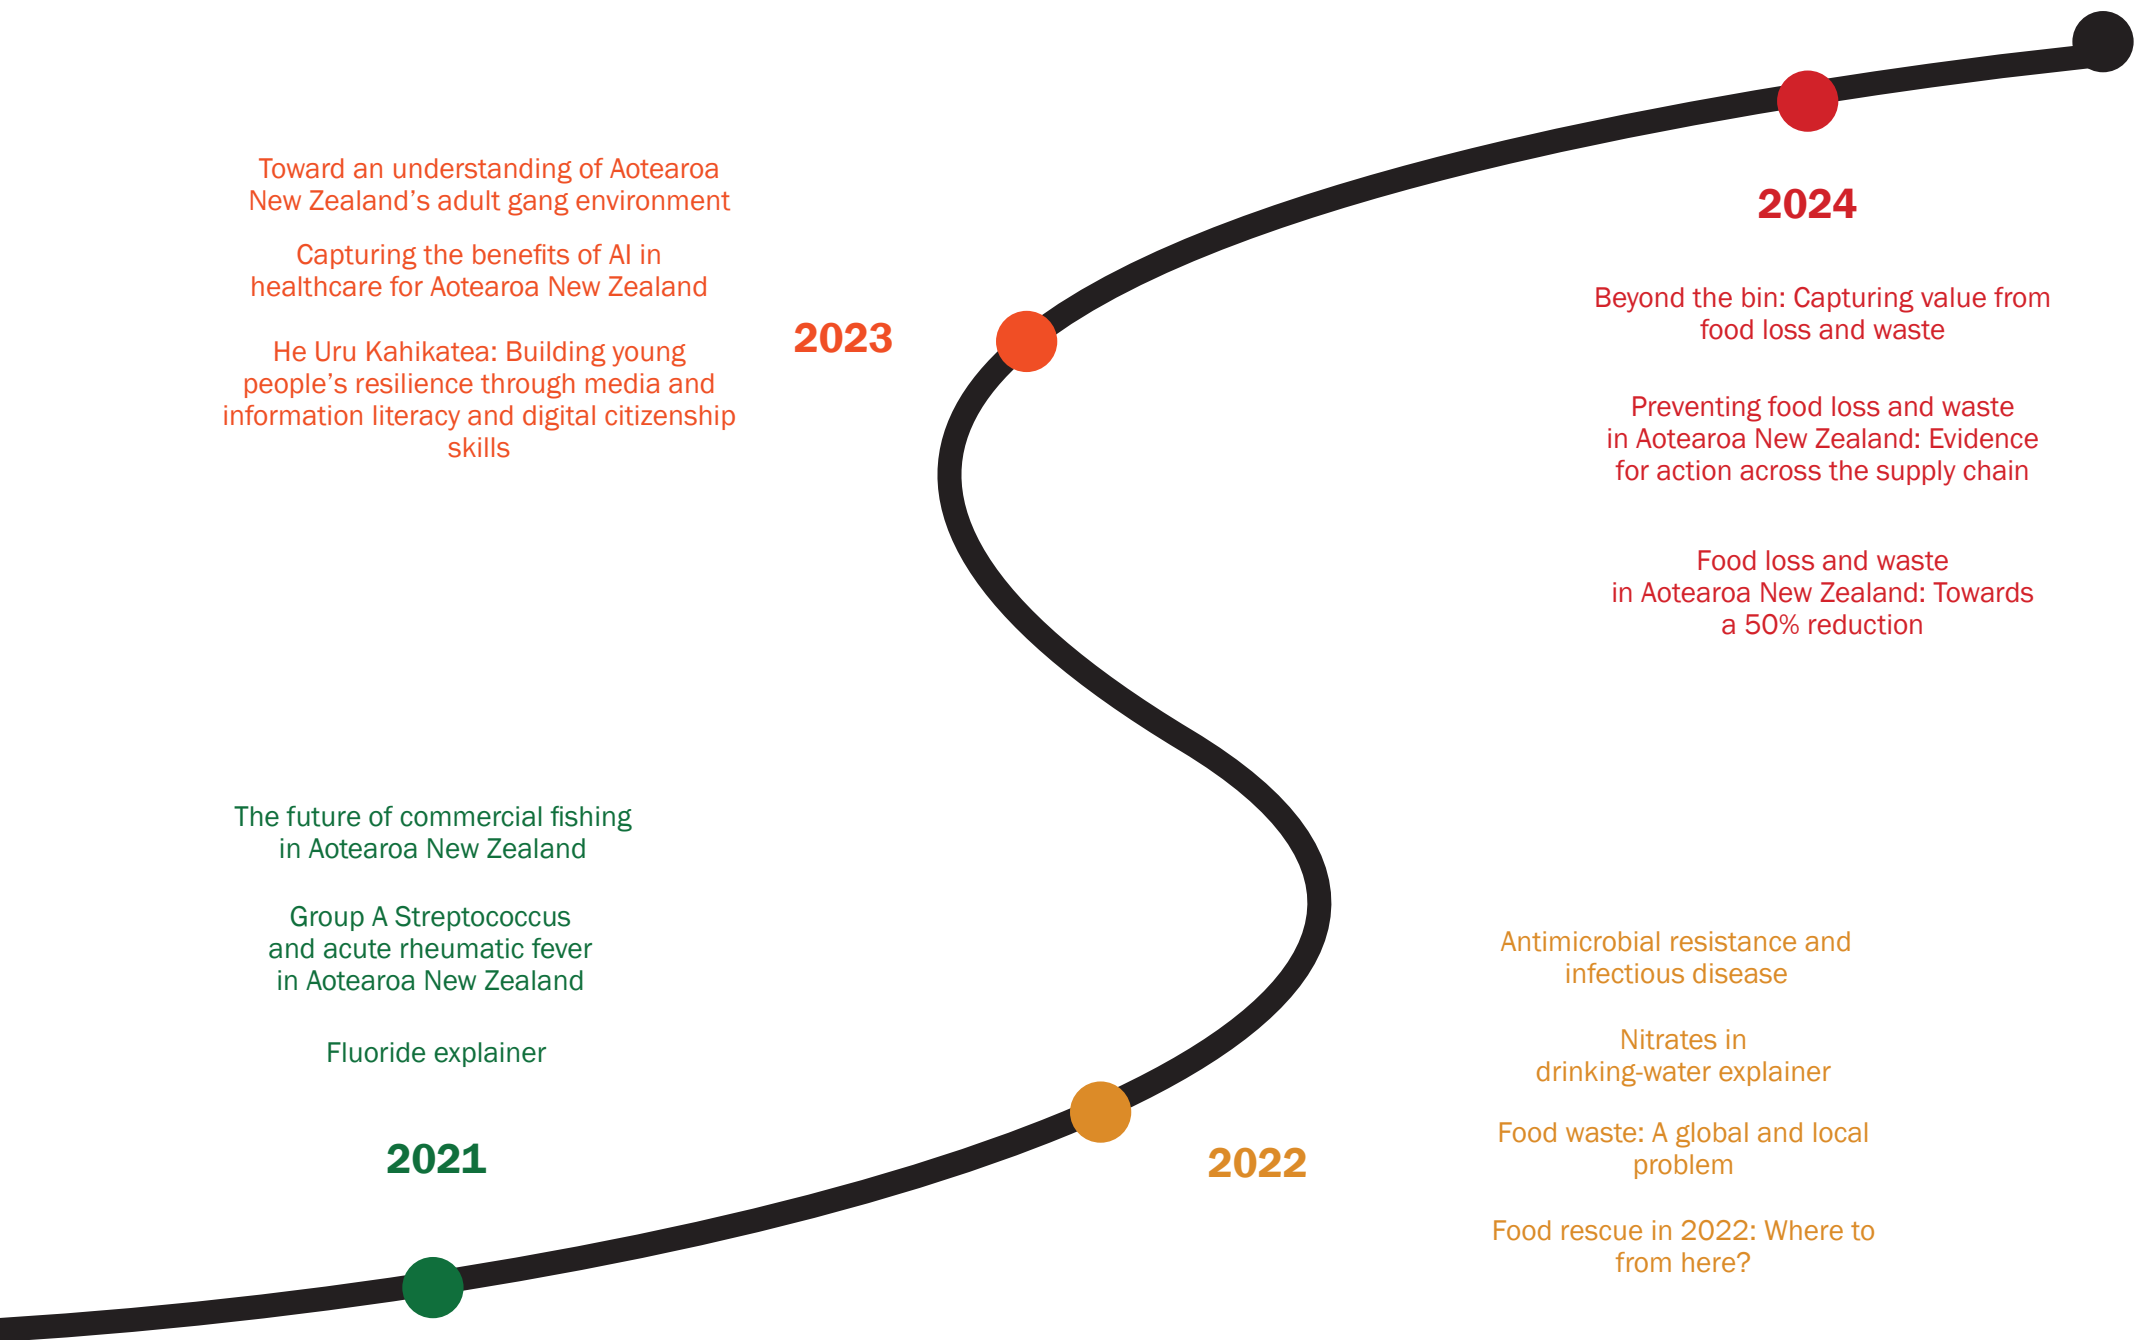 Toward an understanding of Aotearoa
New Zealand’s adult gang environment
Capturing the benefits of AI in
healthcare for Aotearoa New Zealand
He Uru Kahikatea: Building young
people’s resilience through media and
information literacy and digital citizenship
skills
2023
2024
Beyond the bin: Capturing value from
food loss and waste
Preventing food loss and waste
in Aotearoa New Zealand: Evidence
for action across the supply chain
Food loss and waste
in Aotearoa New Zealand: Towards
a 50% reduction
The future of commercial fishing
in Aotearoa New Zealand
Group A Streptococcus
and acute rheumatic fever
in Aotearoa New Zealand
Fluoride explainer
2021
2022
Antimicrobial resistance and
infectious disease
Nitrates in
drinking-water explainer
Food waste: A global and local
problem
Food rescue in 2022: Where to
from here?